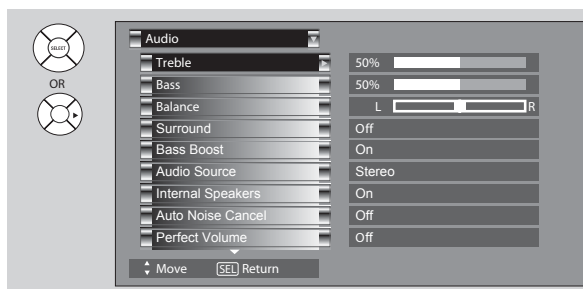 SELECT
OR
Audio
Treble 50%
Bass 50%
Balance L R
Surround Off
Bass Boost On
Audio Source Stereo
Internal Speakers On
Auto Noise Cancel Off
Perfect Volume Off
Move SEL Return